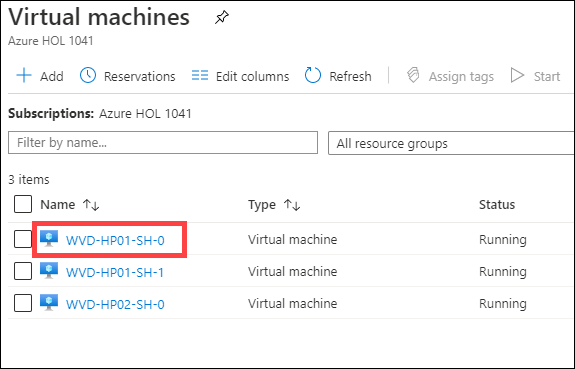 Virtual machines
Azure HOL 1041
Add Reservations Edit columns Refresh Assign tags Start
Subscriptions: Azure HOL 1041
Filter by name... All resource groups
3 items
Name Type Status
WVD-HP01-SH-0 Virtual machine Running
WVD-HP01-SH-1 Virtual machine Running
WVD-HP02-SH-0 Virtual machine Running